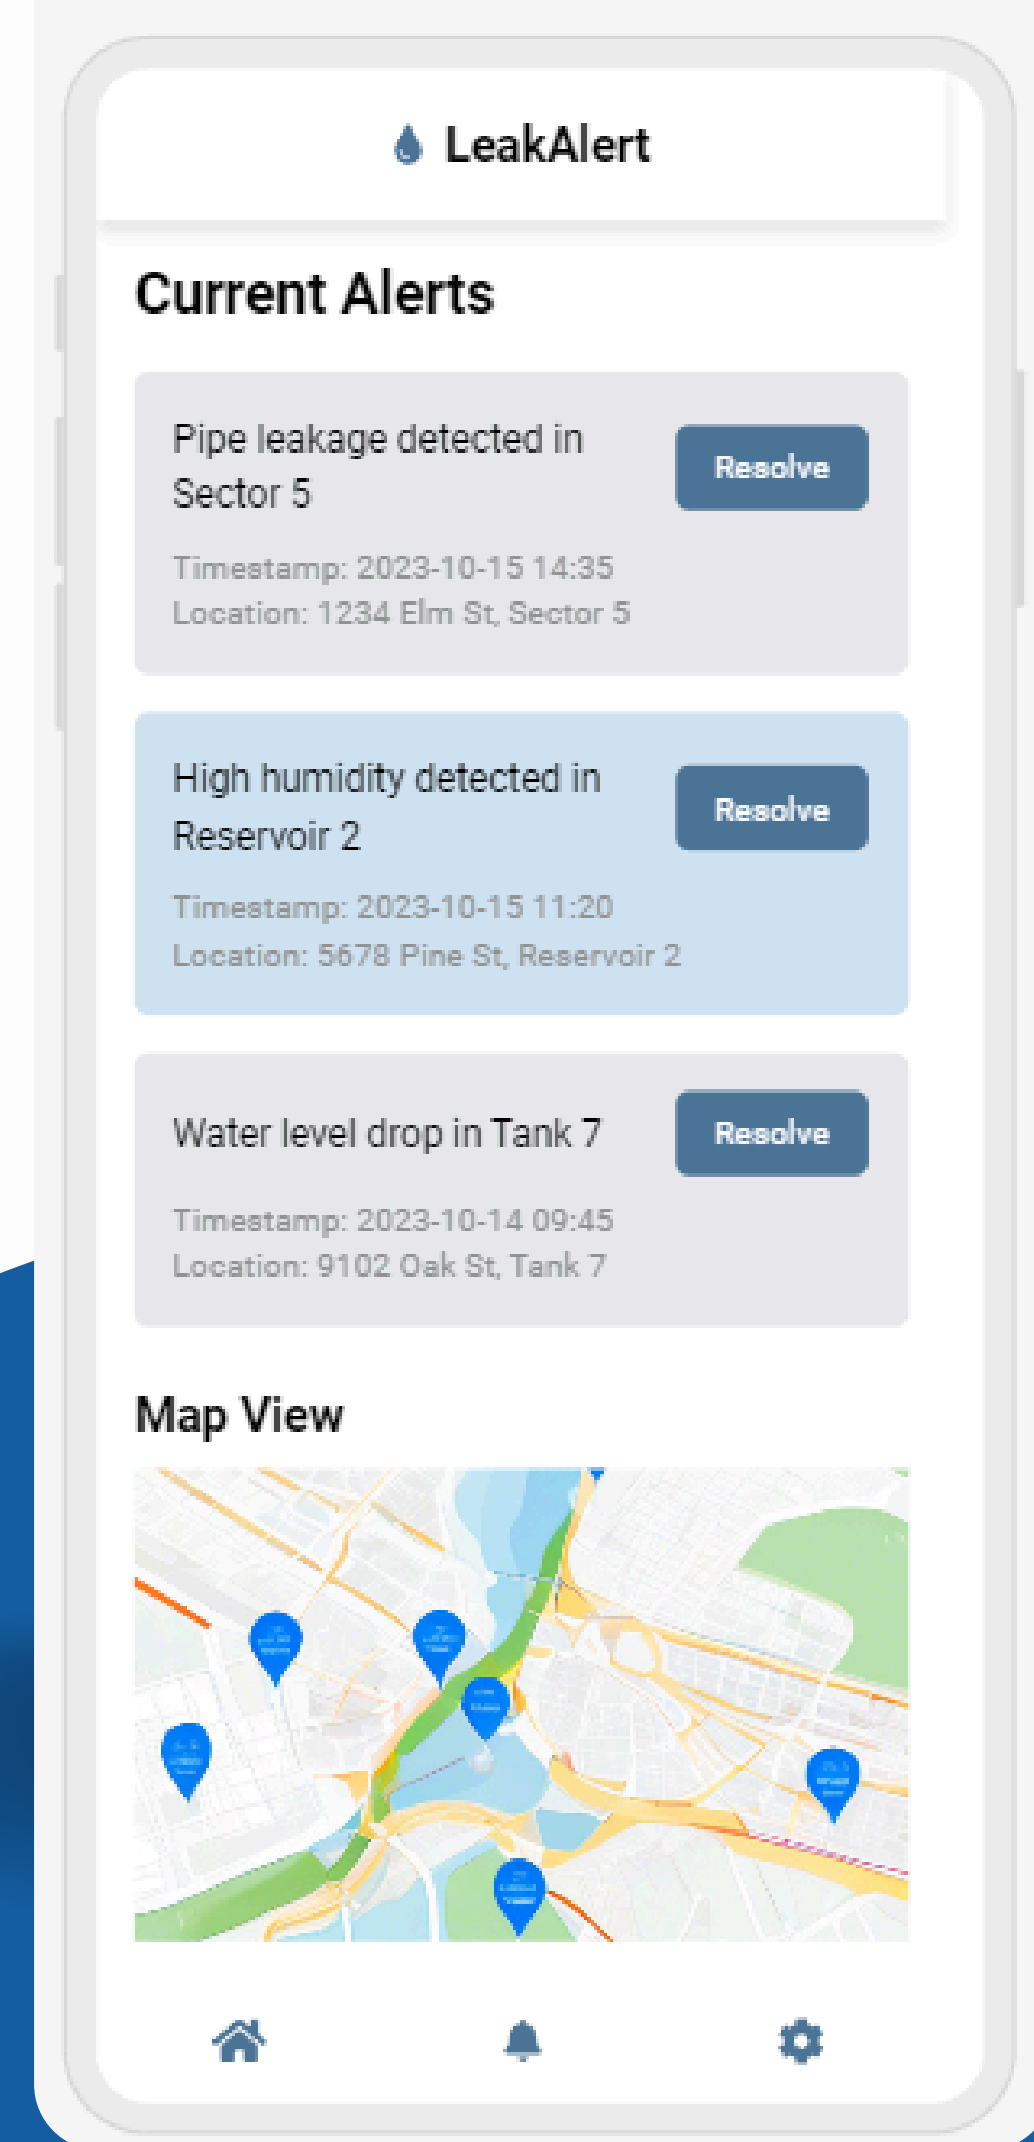 LeakAlert
Current Alerts
Pipe leakage detected in
Sector 5
Resolve
Timestamp: 2023-10-15 14:35
Location: 1234 Elm St, Sector 5
High humidity detected in
Reservoir 2
Resolve
Timestamp: 2023-10-15 11:20
Location: 5678 Pine St, Reservoir 2
Water level drop in Tank 7
Resolve
Timestamp: 2023-10-14 09:45
Location: 9102 Oak St, Tank 7
Map View